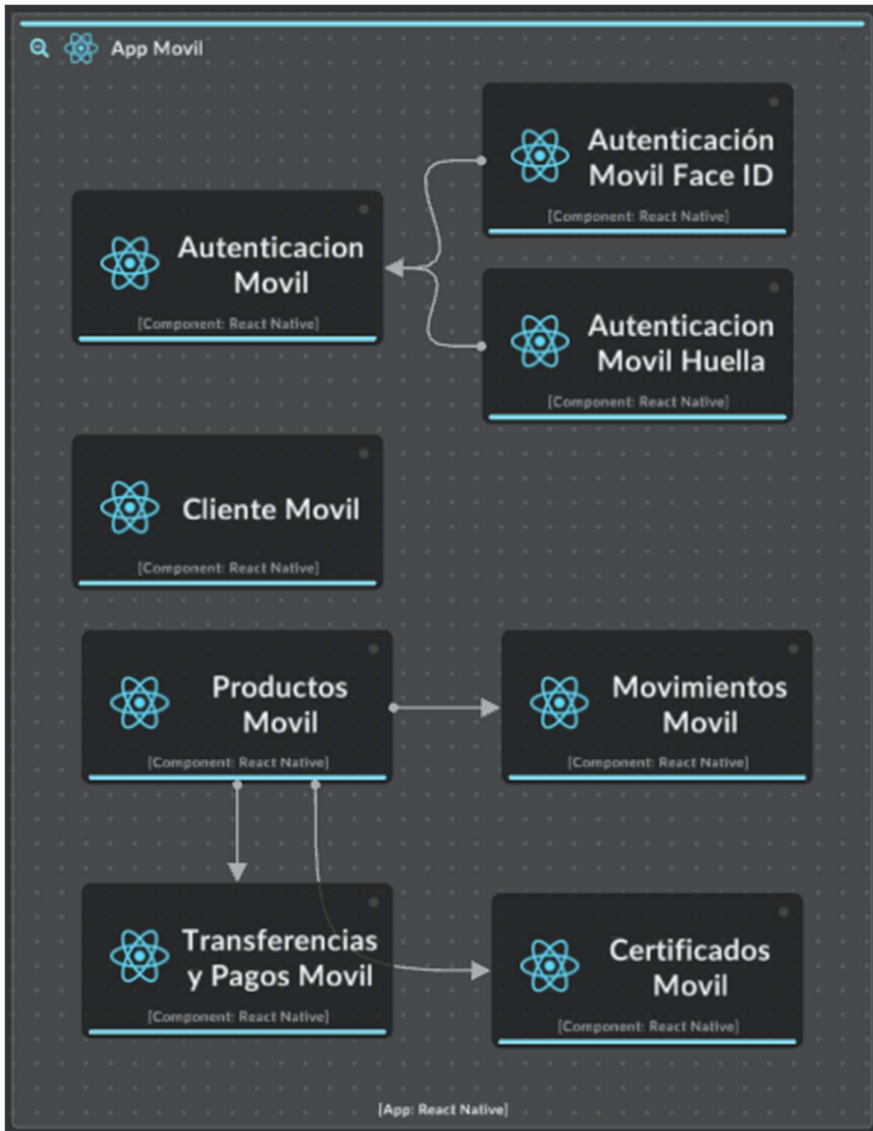 App Movil
Autenticación
Movil Face ID
[Component: React Native]
Autenticacion
Movil
[Component: React Native]
Autenticacion
Movil Huella
[Component: React Native]
Cliente Movil
[Component: React Native]
Productos
Movil
[Component: React Native]
Movimientos
Movil
[Component: React Native]
Transferencias
y Pagos Movil
[Component: React Native]
Certificados
Movil
[Component: React Native]
[App: React Native]